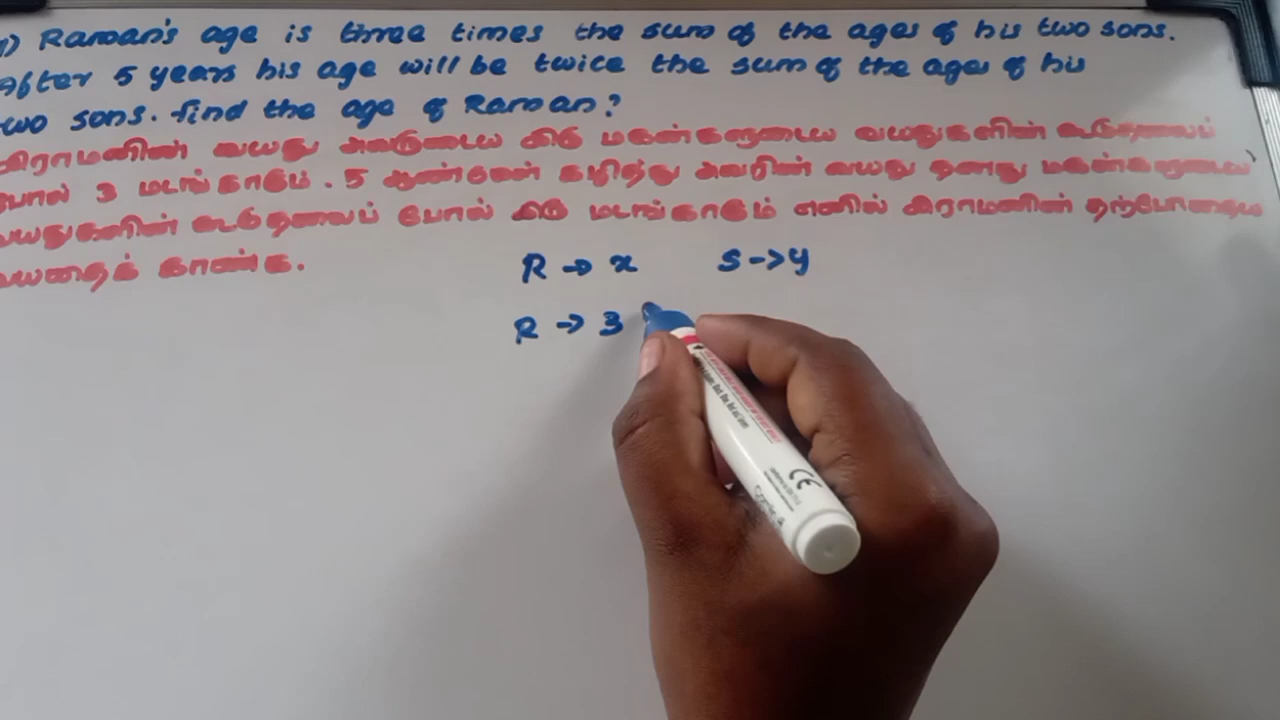 1) Raman's age is three times the sum of the ages of his two sons.
After 5 years his age will be twice the sum of the ages of his
two sons. find the age of Raman?
இராமனின் வயது அவருடைய இரு மகன்களுடைய வயதுகளின் கூடுதலைப்
போல் 3 மடங்காகும். 5 ஆண்டுகள் கழித்து அவரின் வயது தனது மகன்களுடைய
வயதுகளின் கூடுதலைப் போல் இரு மடங்காகும் எனில் இராமனின் தற்போதைய
வயதைக் காண்க.
R → x S → y
R → 3
CE